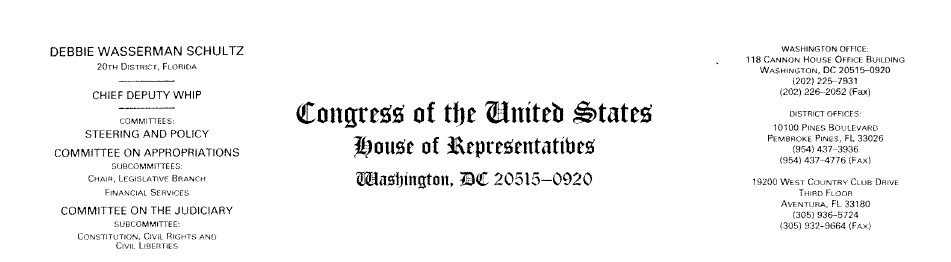 DEBBIE WASSERMAN SCHULTZ
20TH DISTRICT, FLORIDA
CHIEF DEPUTY WHIP
COMMITTEES:
STEERING AND POLICY
COMMITTEE ON APPROPRIATIONS
SUBCOMMITTEES:
CHAIR, LEGISLATIVE BRANCH
FINANCIAL SERVICES
COMMITTEE ON THE JUDICIARY
SUBCOMMITTEE:
CONSTITUTION, CIVIL RIGHTS AND
CIVIL LIBERTIES
Congress of the United States
House of Representatives
Washington, DC 20515–0920
WASHINGTON OFFICE:
118 CANNON HOUSE OFFICE BUILDING
WASHINGTON, DC 20515–0920
(202) 225–7931
(202) 226–2052 (FAX)
DISTRICT OFFICES:
10100 PINES BOULEVARD
PEMBROKE PINES, FL 33026
(954) 437–3936
(954) 437–4776 (FAX)
19200 WEST COUNTRY CLUB DRIVE
THIRD FLOOR
AVENTURA, FL 33180
(305) 936–5724
(305) 932–9664 (FAX)